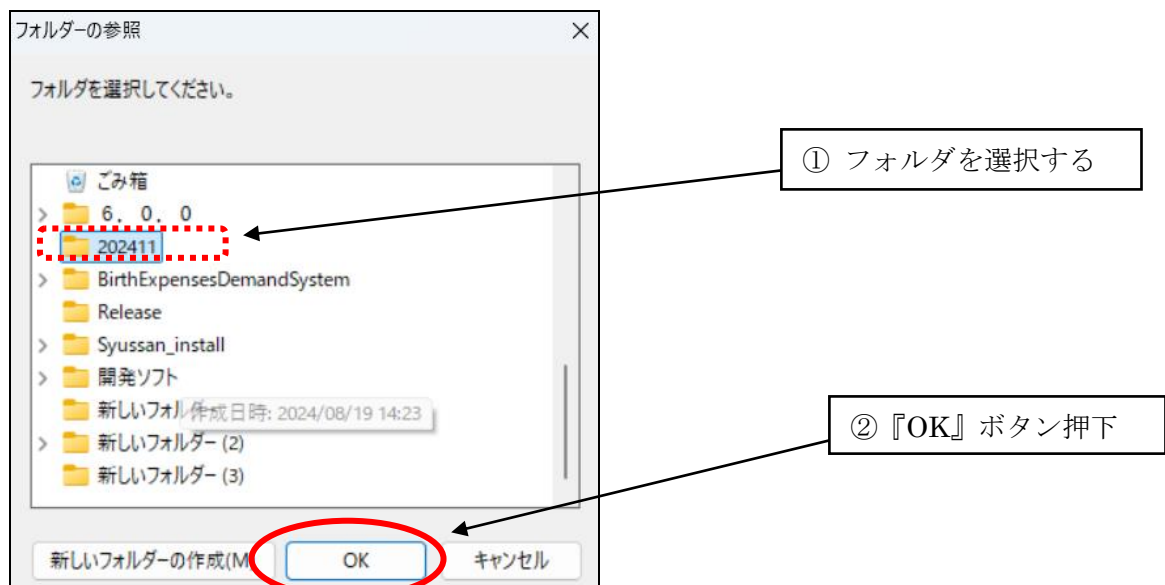 フォルダーの参照
フォルダを選択してください。
ごみ箱
6．0．0
202411
BirthExpensesDemandSystem
Release
Syussan_install
開発ソフト
新しいフォル
作成日時: 2024/08/19 14:23
新しいフォルダー (2)
新しいフォルダー (3)
新しいフォルダーの作成(M
OK
キャンセル
① フォルダを選択する
②『OK』ボタン押下